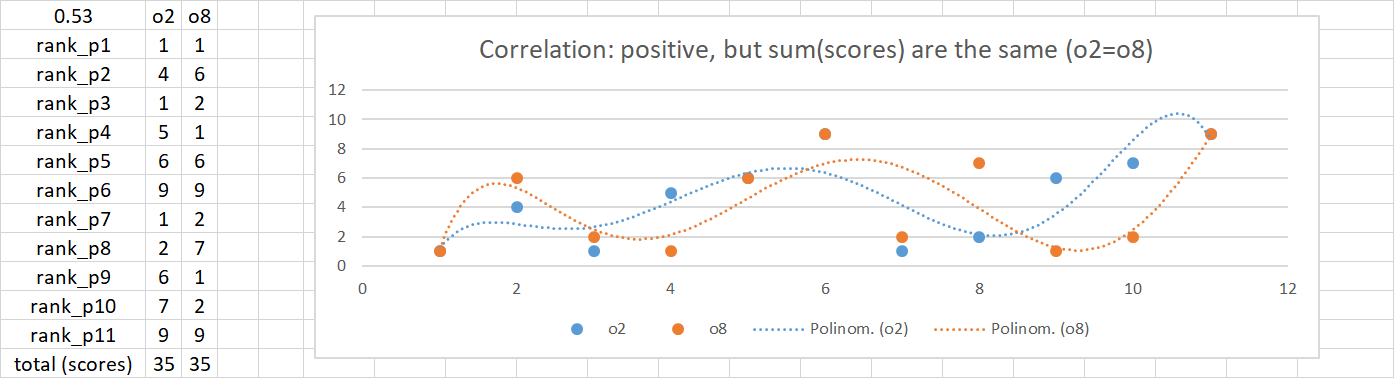 0.53 o2 o8
rank_p1 1 1
rank_p2 4 6
rank_p3 1 2
rank_p4 5 1
rank_p5 6 6
rank_p6 9 9
rank_p7 1 2
rank_p8 2 7
rank_p9 6 1
rank_p10 7 2
rank_p11 9 9
total (scores) 35 35
Correlation: positive, but sum(scores) are the same (o2=o8)
12
10
8
6
4
2
0
0 2 4 6 8 10 12
o2 o8 Polinom. (o2) Polinom. (o8)